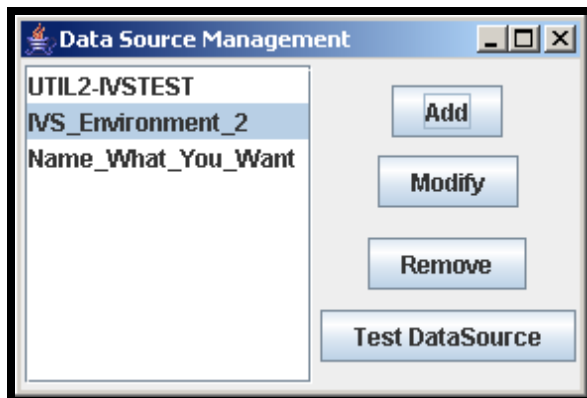 Data Source Management
UTIL2-IVSTEST
IVS_Environment_2
Name_What_You_Want
Add
Modify
Remove
Test DataSource